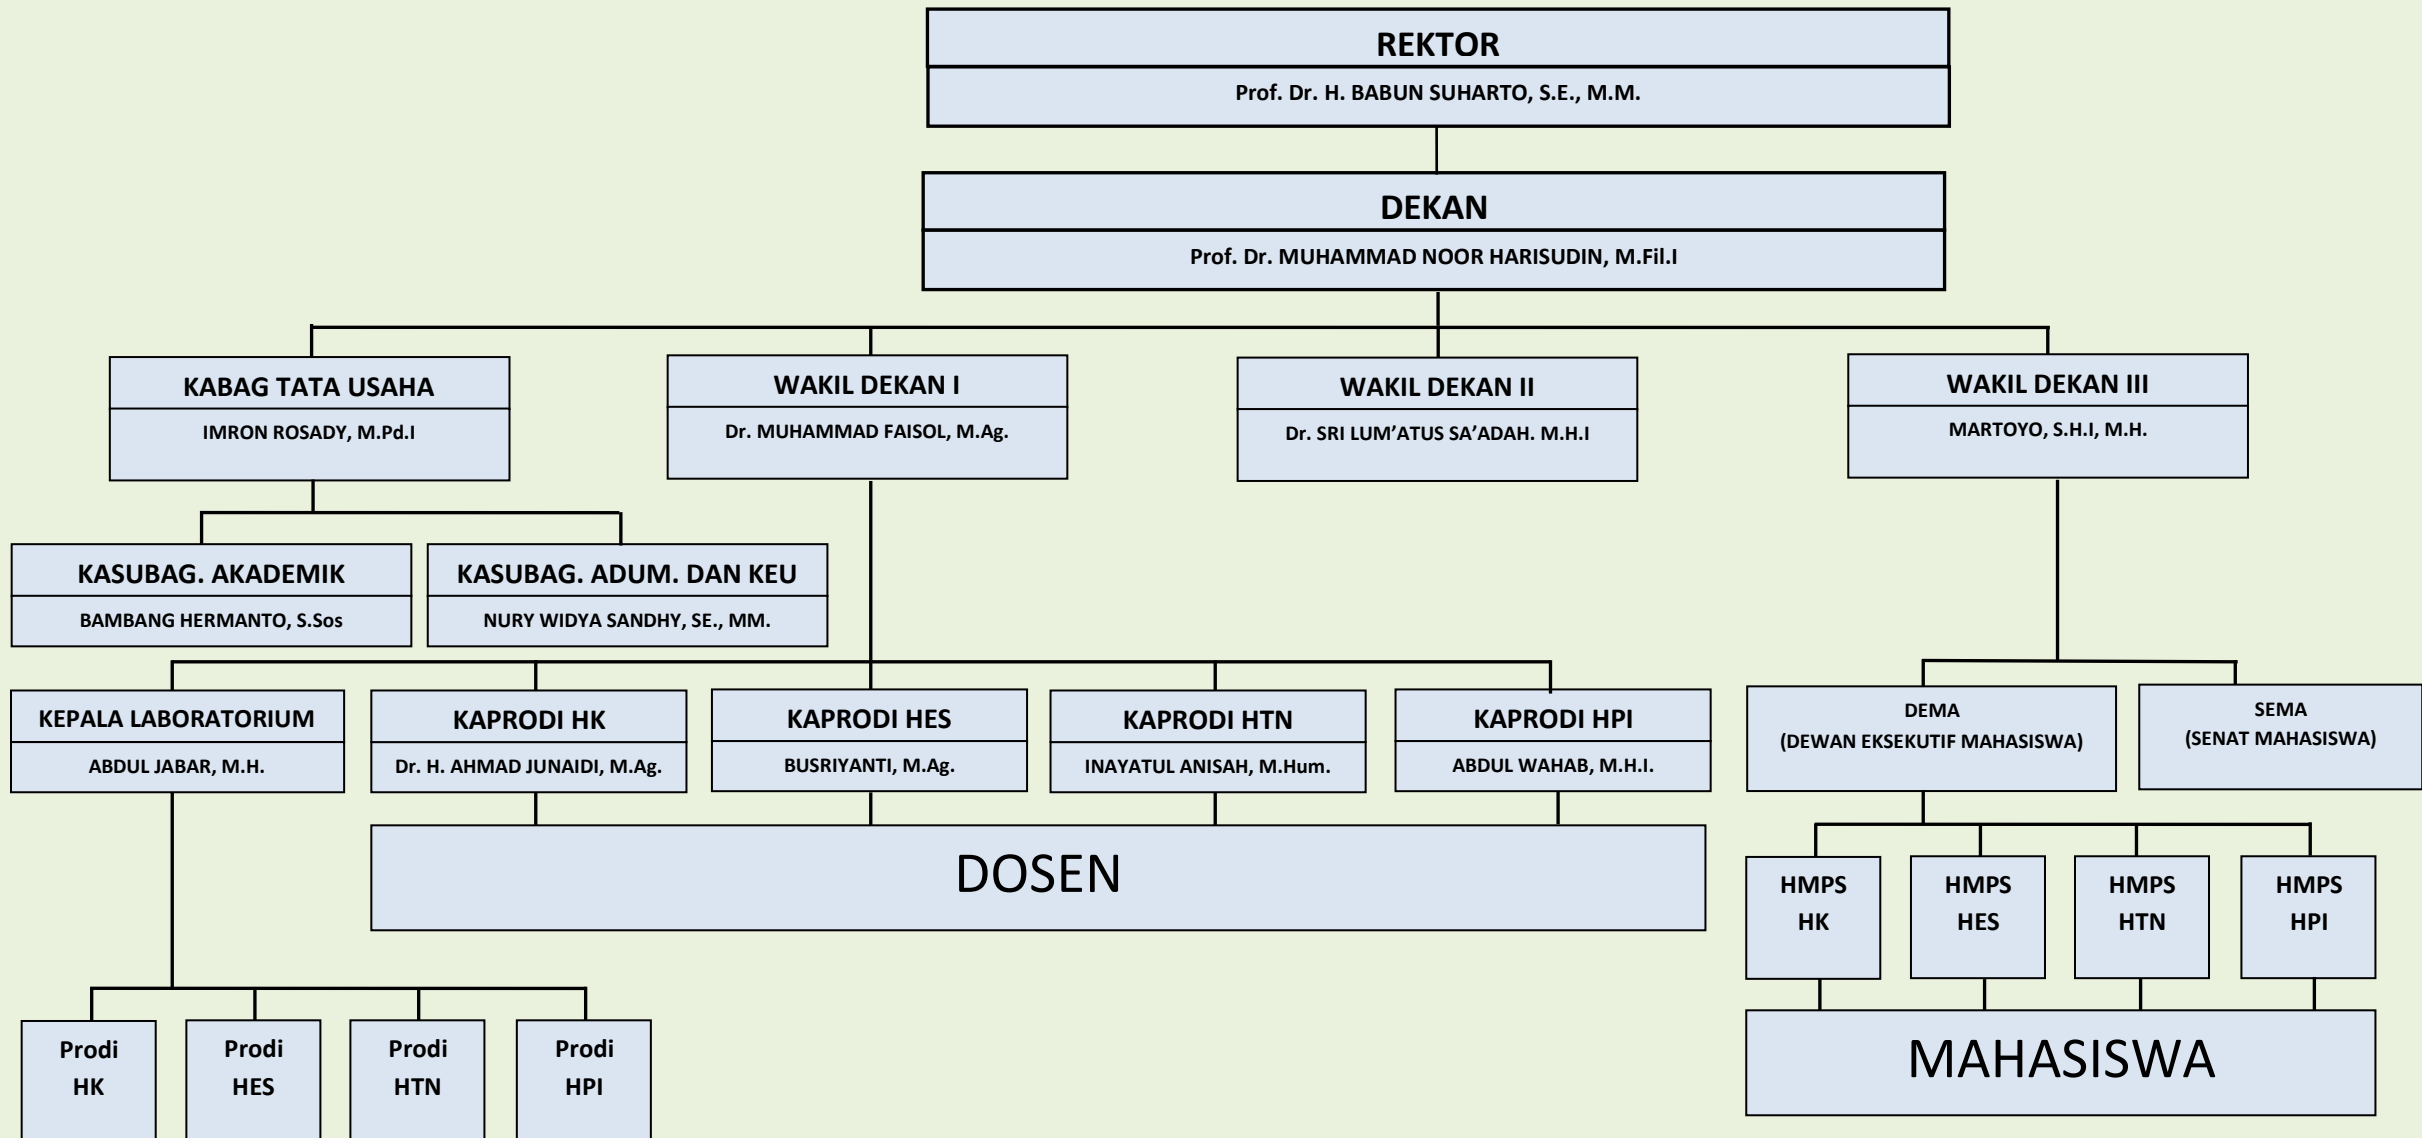 REKTOR
Prof. Dr. H. BABUN SUHARTO, S.E., M.M.
DEKAN
Prof. Dr. MUHAMMAD NOOR HARISUDIN, M.Fil.I
KABAG TATA USAHA
IMRON ROSADY, M.Pd.I
WAKIL DEKAN I
Dr. MUHAMMAD FAISOL, M.Ag.
WAKIL DEKAN II
Dr. SRI LUM’ATUS SA’ADAH. M.H.I
WAKIL DEKAN III
MARTOYO, S.H.I, M.H.
KASUBAG. AKADEMIK
BAMBANG HERMANTO, S.Sos
KASUBAG. ADUM. DAN KEU
NURY WIDYA SANDHY, SE., MM.
KEPALA LABORATORIUM
ABDUL JABAR, M.H.
KAPRODI HK
Dr. H. AHMAD JUNAIDI, M.Ag.
KAPRODI HES
BUSRIYANTI, M.Ag.
KAPRODI HTN
INAYATUL ANISAH, M.Hum.
KAPRODI HPI
ABDUL WAHAB, M.H.I.
DEMA
(DEWAN EKSEKUTIF MAHASISWA)
SEMA
(SENAT MAHASISWA)
DOSEN
HMPS
HK
HMPS
HES
HMPS
HTN
HMPS
HPI
Prodi
HK
Prodi
HES
Prodi
HTN
Prodi
HPI
MAHASISWA